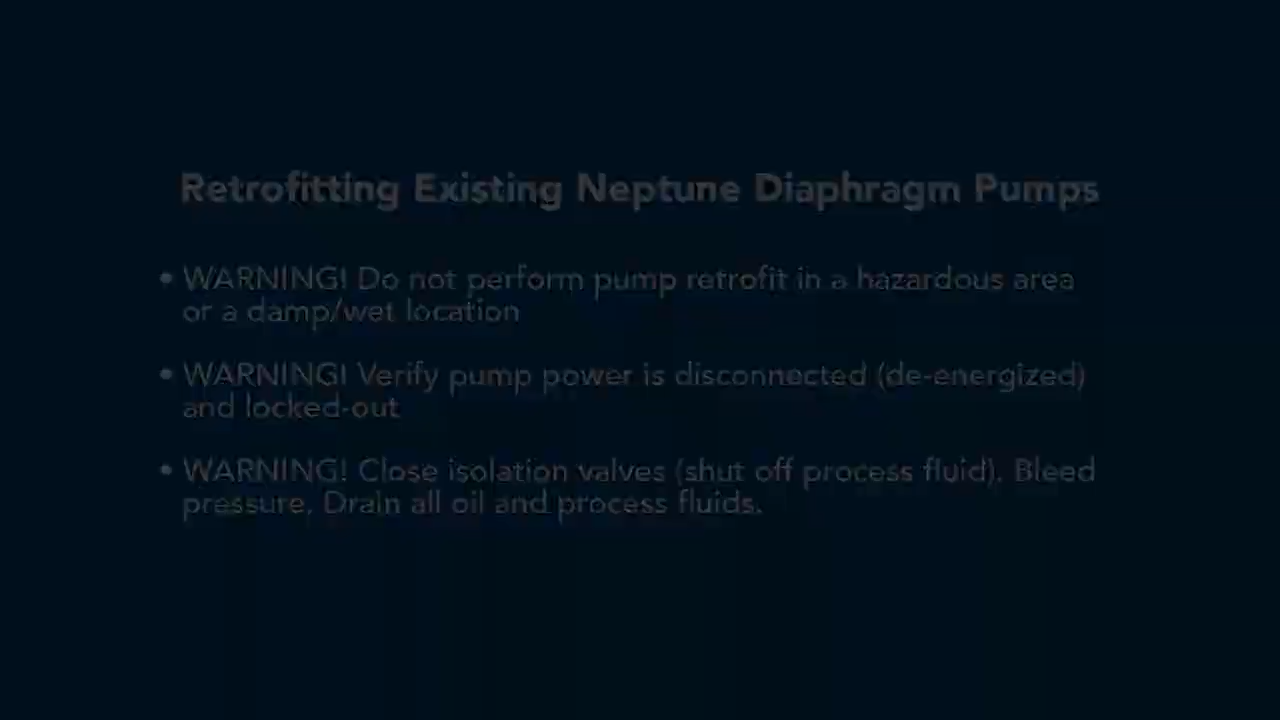 Retrofitting Existing Neptune Diaphragm Pumps
• WARNING! Do not perform pump retrofit in a hazardous area
or a damp/wet location
• WARNING! Verify pump power is disconnected (de-energized)
and locked-out
• WARNING! Close isolation valves (shut off process fluid). Bleed
pressure. Drain all oil and process fluids.